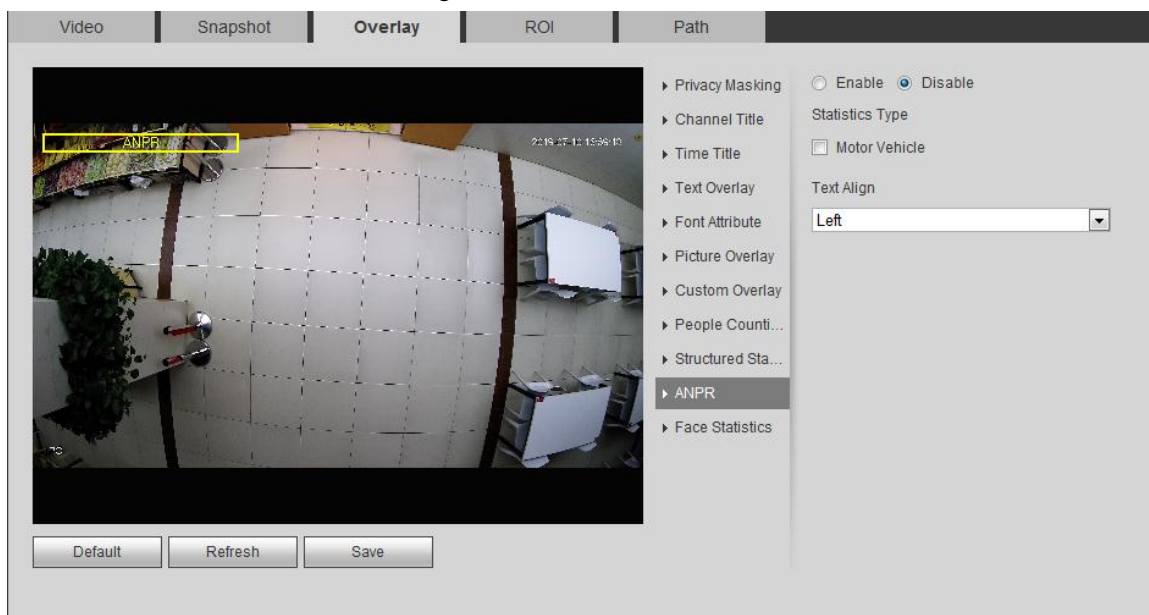 Video Snapshot Overlay ROI Path
ANPR
Privacy Masking
Channel Title
Time Title
Text Overlay
Font Attribute
Picture Overlay
Custom Overlay
People Counti...
Structured Sta...
ANPR
Face Statistics
Enable Disable
Statistics Type
Motor Vehicle
Text Align
Left
Default Refresh Save